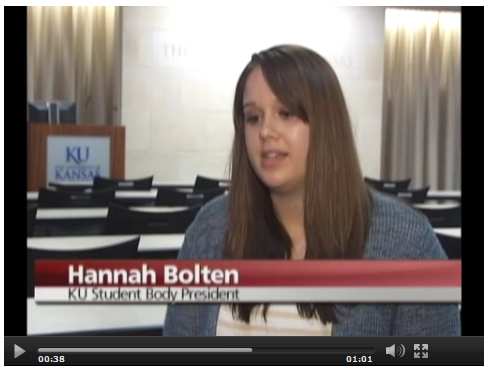 KU
KANSAS
Hannah Bolten
KU Student Body President
00:38
01:01